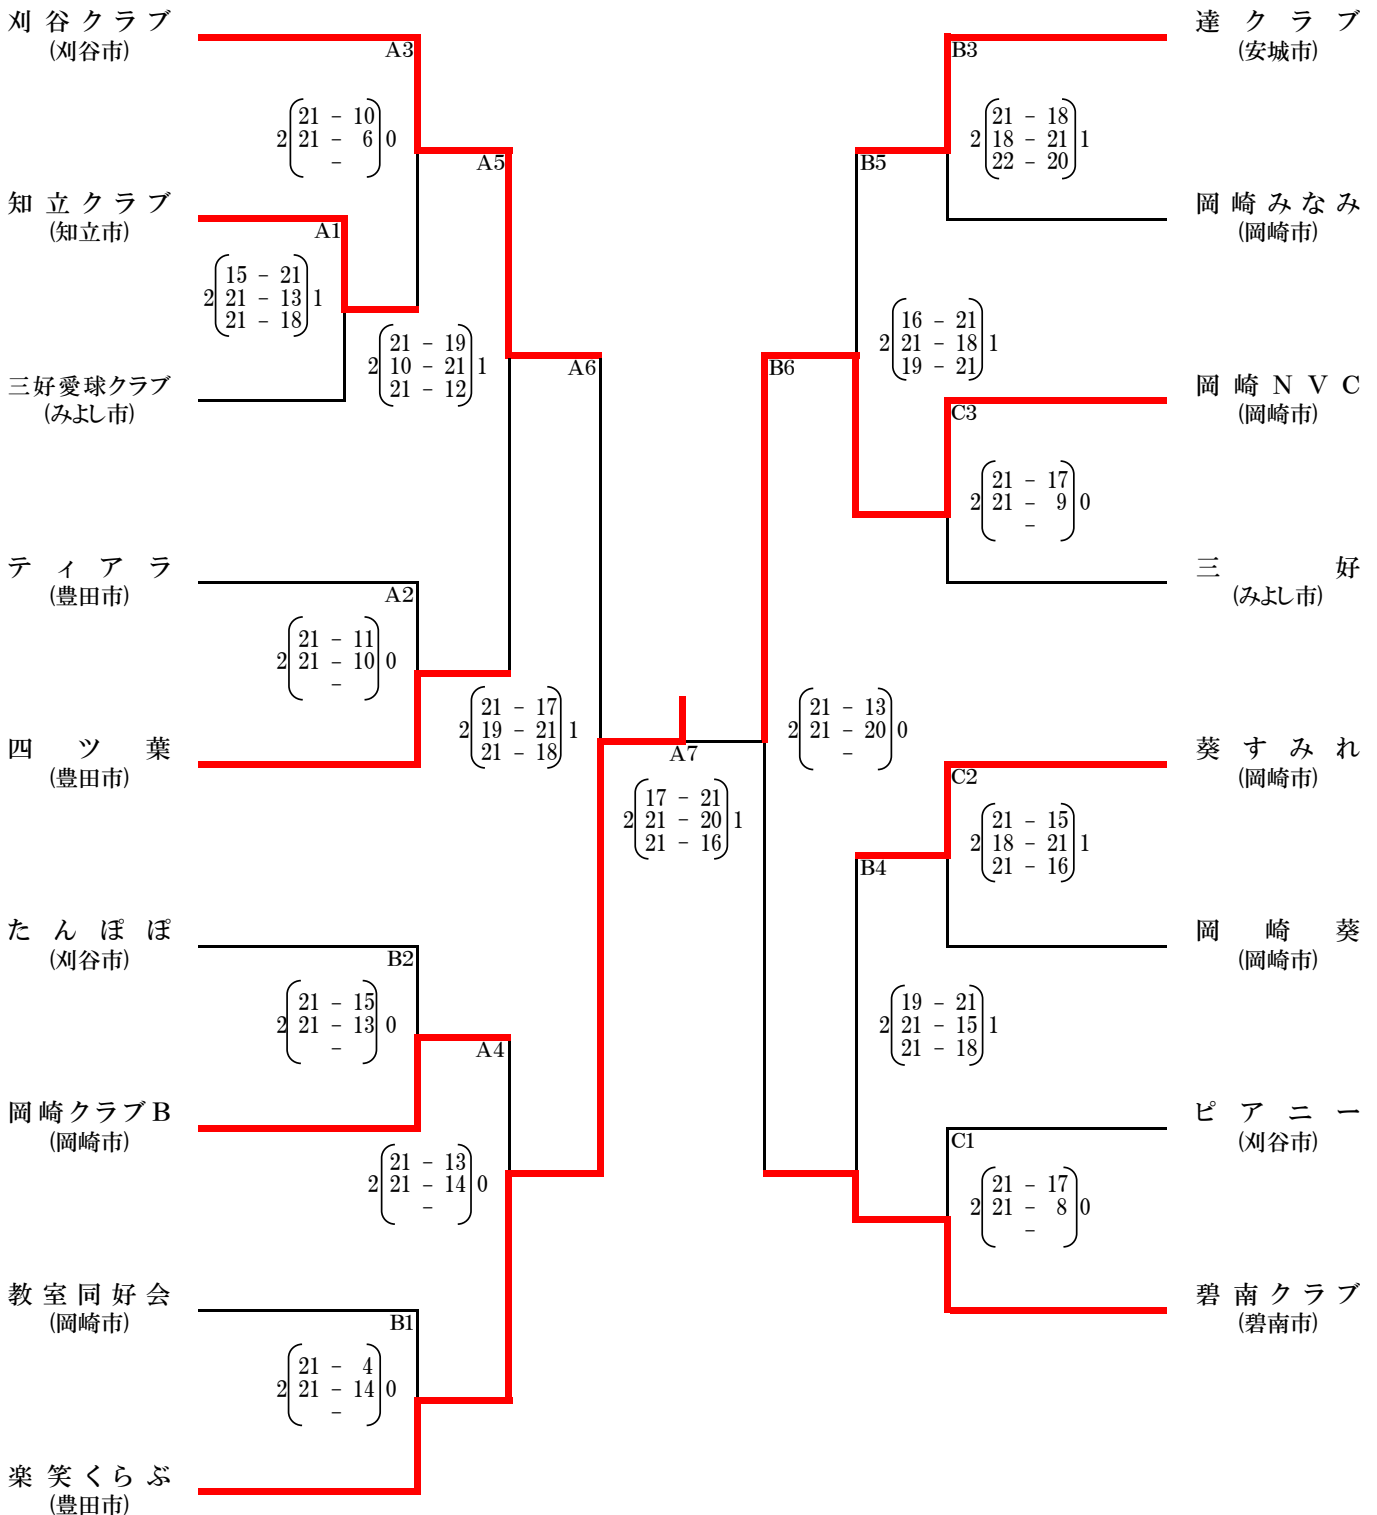 刈谷クラブ
(刈谷市)
A3
21 - 10
2 21 - 6 0
-
A5
知立クラブ
(知立市)
A1
15 - 21
2 21 - 13 1
21 - 18
三好愛球クラブ
(みよし市)
21 - 19
2 10 - 21 1
21 - 12
A6
ティアラ
(豊田市)
A2
21 - 11
2 21 - 10 0
-
四ツ葉
(豊田市)
21 - 17
2 19 - 21 1
21 - 18
A7
17 - 21
2 21 - 20 1
21 - 16
たんぽぽ
(刈谷市)
B2
21 - 15
2 21 - 13 0
-
A4
岡崎クラブB
(岡崎市)
21 - 13
2 21 - 14 0
-
教室同好会
(岡崎市)
B1
21 - 4
2 21 - 14 0
-
楽笑くらぶ
(豊田市)
達クラブ
(安城市)
B3
21 - 18
2 18 - 21 1
22 - 20
B5
岡崎みなみ
(岡崎市)
16 - 21
2 21 - 18 1
19 - 21
B6
岡崎NVC
(岡崎市)
C3
21 - 17
2 21 - 9 0
-
三好
(みよし市)
21 - 13
2 21 - 20 0
-
葵すみれ
(岡崎市)
C2
21 - 15
2 18 - 21 1
21 - 16
B4
岡崎葵
(岡崎市)
19 - 21
2 21 - 15 1
21 - 18
ピアニー
(刈谷市)
C1
21 - 17
2 21 - 8 0
-
碧南クラブ
(碧南市)